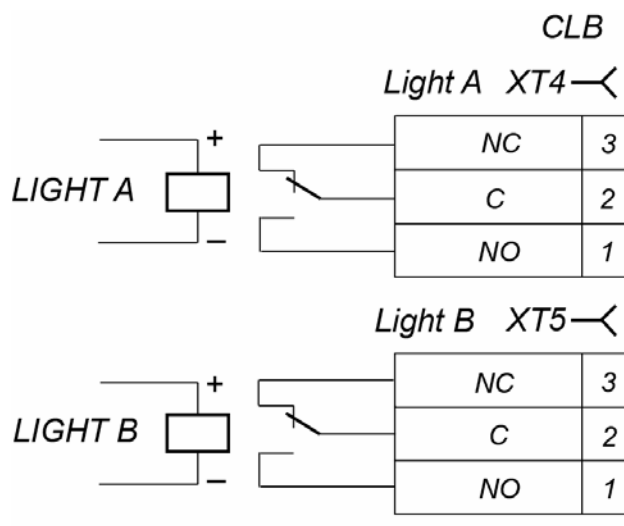 CLB
Light A XT4
+
NC 3
LIGHT A
C 2
–
NO 1
Light B XT5
+
NC 3
LIGHT B
C 2
–
NO 1